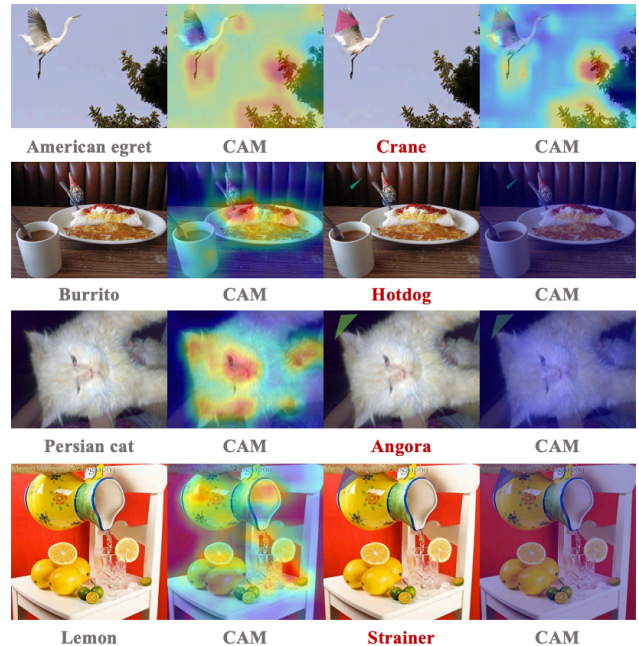 American egret CAM Crane CAM
Burrito CAM Hotdog CAM
Persian cat CAM Angora CAM
Lemon CAM Strainer CAM